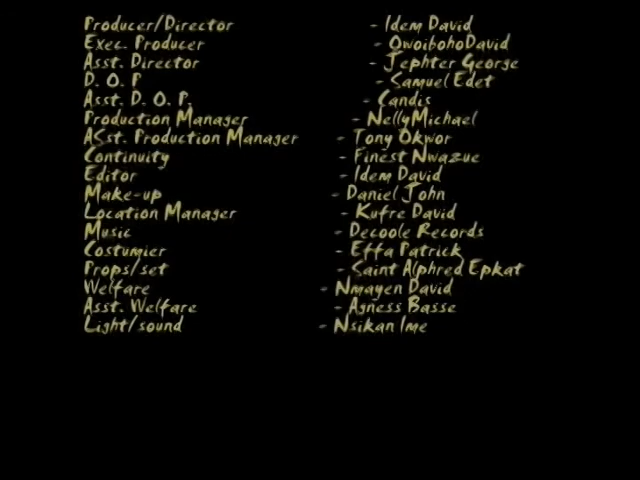 Producer/Director - Idem David
Exec. Producer - OwoibohoDavid
Asst. Director - Jephter George
D. O. P - Samuel Edet
Asst. D. O. P. - Candis
Production Manager - NellyMichael
ASst. Production Manager - Tony Okwor
Continuity - Finest Nwazue
Editor - Idem David
Make-up - Daniel John
Location Manager - Kufre David
Music - Decoole Records
Costumier - Effa Patrick
Props/set - Saint Alphred Epkat
Welfare - Nmayen David
Asst. Welfare - Agness Basse
Light/sound - Nsikan Ime